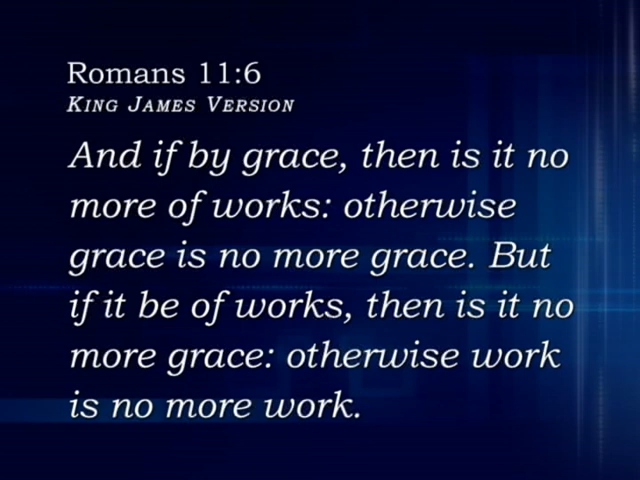 Romans 11:6
King James Version
And if by grace, then is it no
more of works: otherwise
grace is no more grace. But
if it be of works, then is it no
more grace: otherwise work
is no more work.